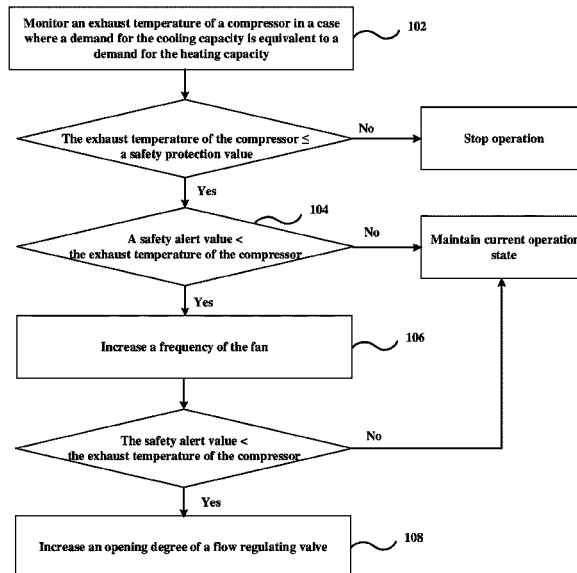 Monitor an exhaust temperature of a compressor in a case
where a demand for the cooling capacity is equivalent to a
demand for the heating capacity
102
The exhaust temperature of the compressor ≤
a safety protection value
No
Stop operation
Yes
104
A safety alert value <
the exhaust temperature of the compressor
No
Maintain current operation
state
Yes
Increase a frequency of the fan
106
The safety alert value <
the exhaust temperature of the compressor
No
Yes
Increase an opening degree of a flow regulating valve
108